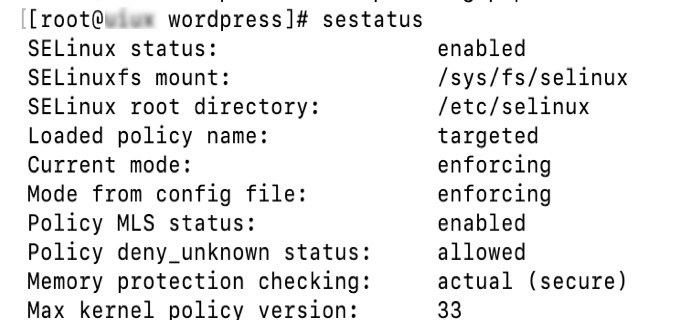 [[root@ wordpress]# sestatus
SELinux status: enabled
SELinuxfs mount: /sys/fs/selinux
SELinux root directory: /etc/selinux
Loaded policy name: targeted
Current mode: enforcing
Mode from config file: enforcing
Policy MLS status: enabled
Policy deny_unknown status: allowed
Memory protection checking: actual (secure)
Max kernel policy version: 33